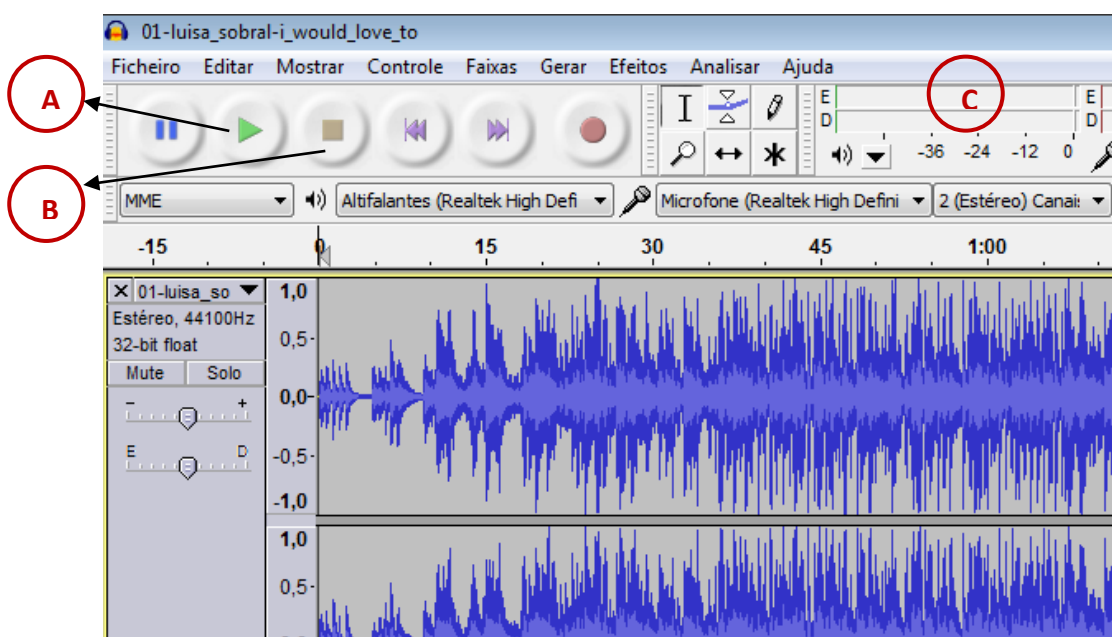 01-luisa_sobral-i_would_love_to
Ficheiro Editar Mostrar Controle Faixas Gerar Efeitos Analisar Ajuda
A
C
E E
D D
-36 -24 -12 0
B
MME Altifalantes (Realtek High Defi Microfone (Realtek High Defini 2 (Estéreo) Canais
-15 0 15 30 45 1:00
X 01-luisa_so 1,0
Estéreo, 44100Hz
32-bit float 0,5-
Mute Solo
- + 0,0-
E D -0,5-
-1,0
1,0
0,5-